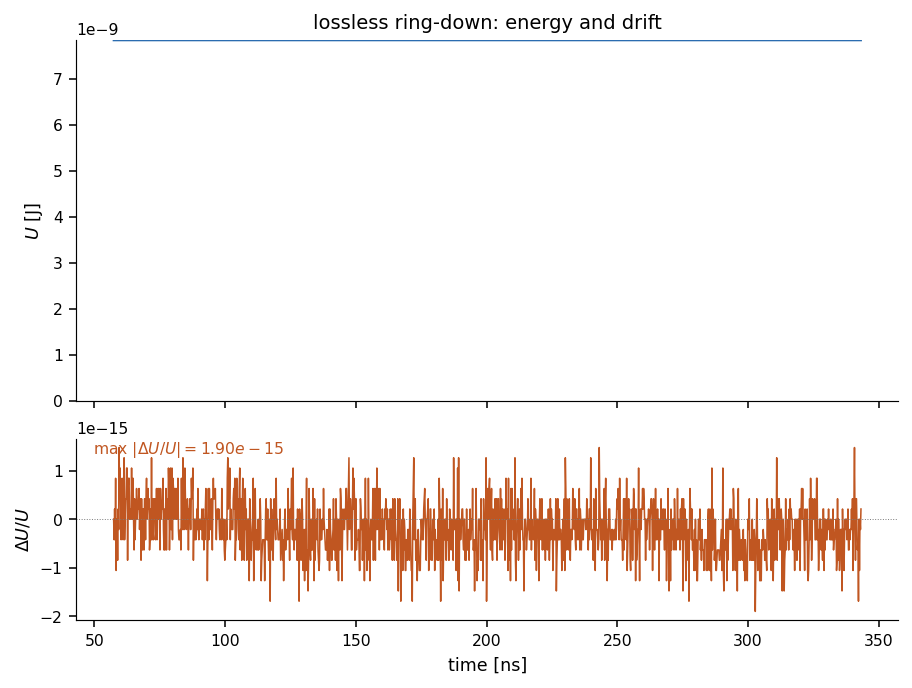 lossless ring-down: energy and drift
1e−9
7
6
5
4
3
2
1
0
U [J]
1e−15
max |ΔU/U| = 1.90e − 15
1
0
−1
−2
ΔU/U
50 100 150 200 250 300 350
time [ns]